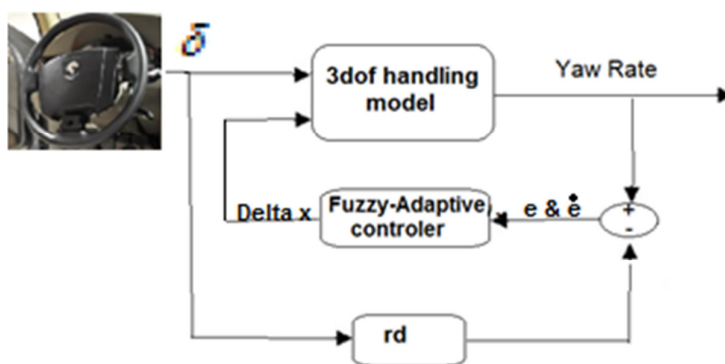 δ
3dof handling
model
Yaw Rate
Delta x
Fuzzy-Adaptive
controler
e & ė
+
-
rd